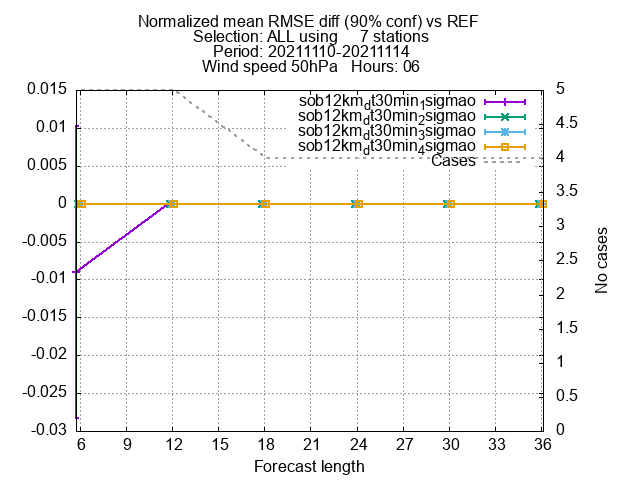 Normalized mean RMSE diff (90% conf) vs REF
Selection: ALL using 7 stations
Period: 20211110-20211114
Wind speed 50hPa Hours: 06
sob12km_dt30min_1sigmao
sob12km_dt30min_2sigmao
sob12km_dt30min_3sigmao
sob12km_dt30min_4sigmao
Cases
0.015
0.01
0.005
0
-0.005
-0.01
-0.015
-0.02
-0.025
-0.03
5
4.5
4
3.5
3
2.5
2
1.5
1
0.5
0
No cases
6 9 12 15 18 21 24 27 30 33 36
Forecast length